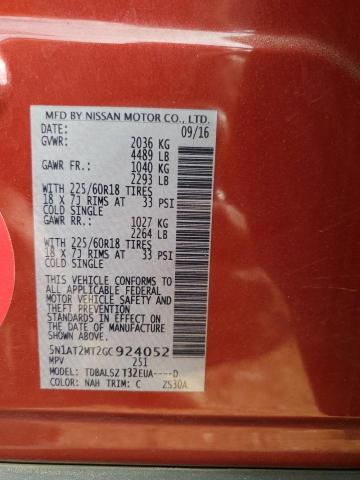 MFD BY NISSAN MOTOR CO., LTD.
DATE: 09/16
GVWR: 2036 KG
4489 LB
GAWR FR.: 1040 KG
2293 LB
WITH 225/60R18 TIRES
18 X 7J RIMS AT 33 PSI
COLD SINGLE
GAWR RR.: 1027 KG
2264 LB
WITH 225/60R18 TIRES
18 X 7J RIMS AT 33 PSI
COLD SINGLE
THIS VEHICLE CONFORMS TO
ALL APPLICABLE FEDERAL
MOTOR VEHICLE SAFETY
AND THEFT PREVENTION
STANDARDS IN EFFECT ON
THE DATE OF MANUFACTURE
SHOWN ABOVE.
5N1AT2MT2GC924052
MPV 251
MODEL: TDBALSZ T32EUA----D
COLOR: NAH TRIM: C ZS30A